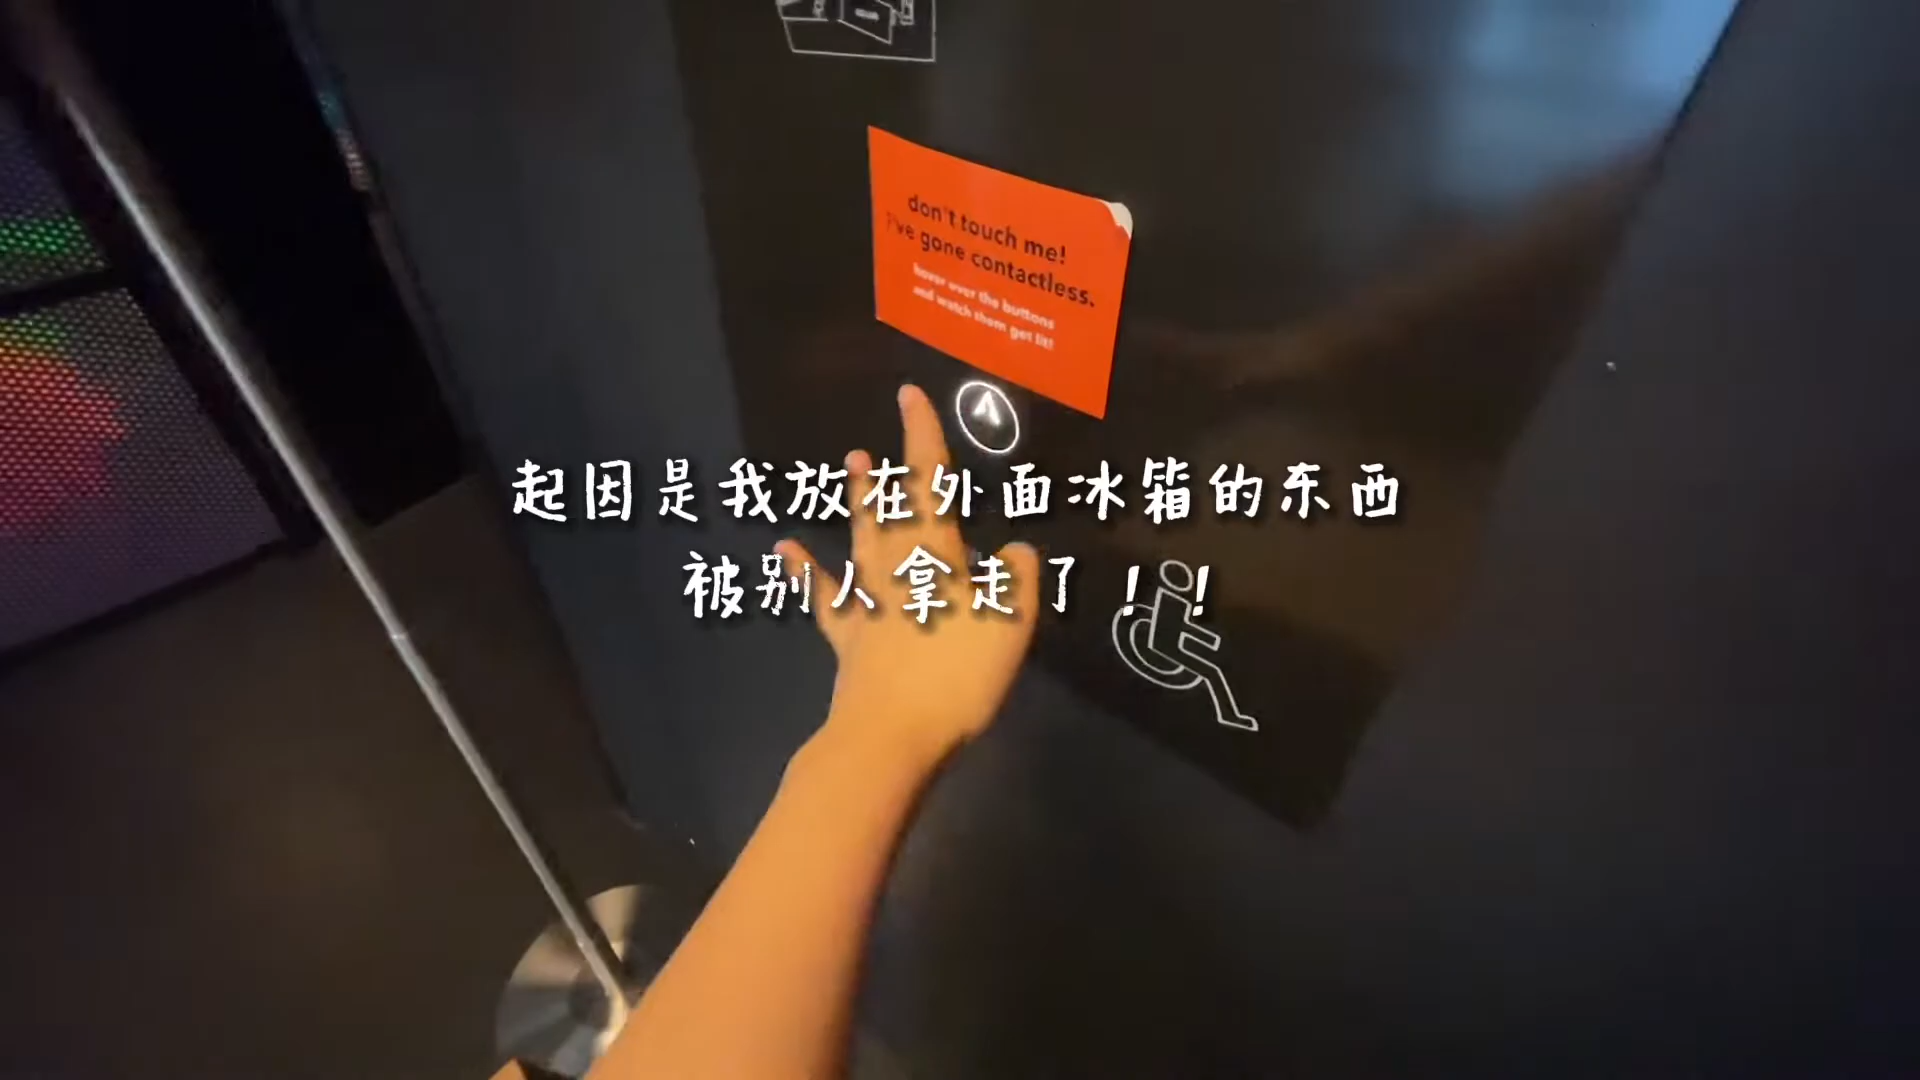 don't touch me!
I've gone contactless.
hover over the buttons
and watch them get lit!
起因是我放在外面冰箱的东西
被别人拿走了！！